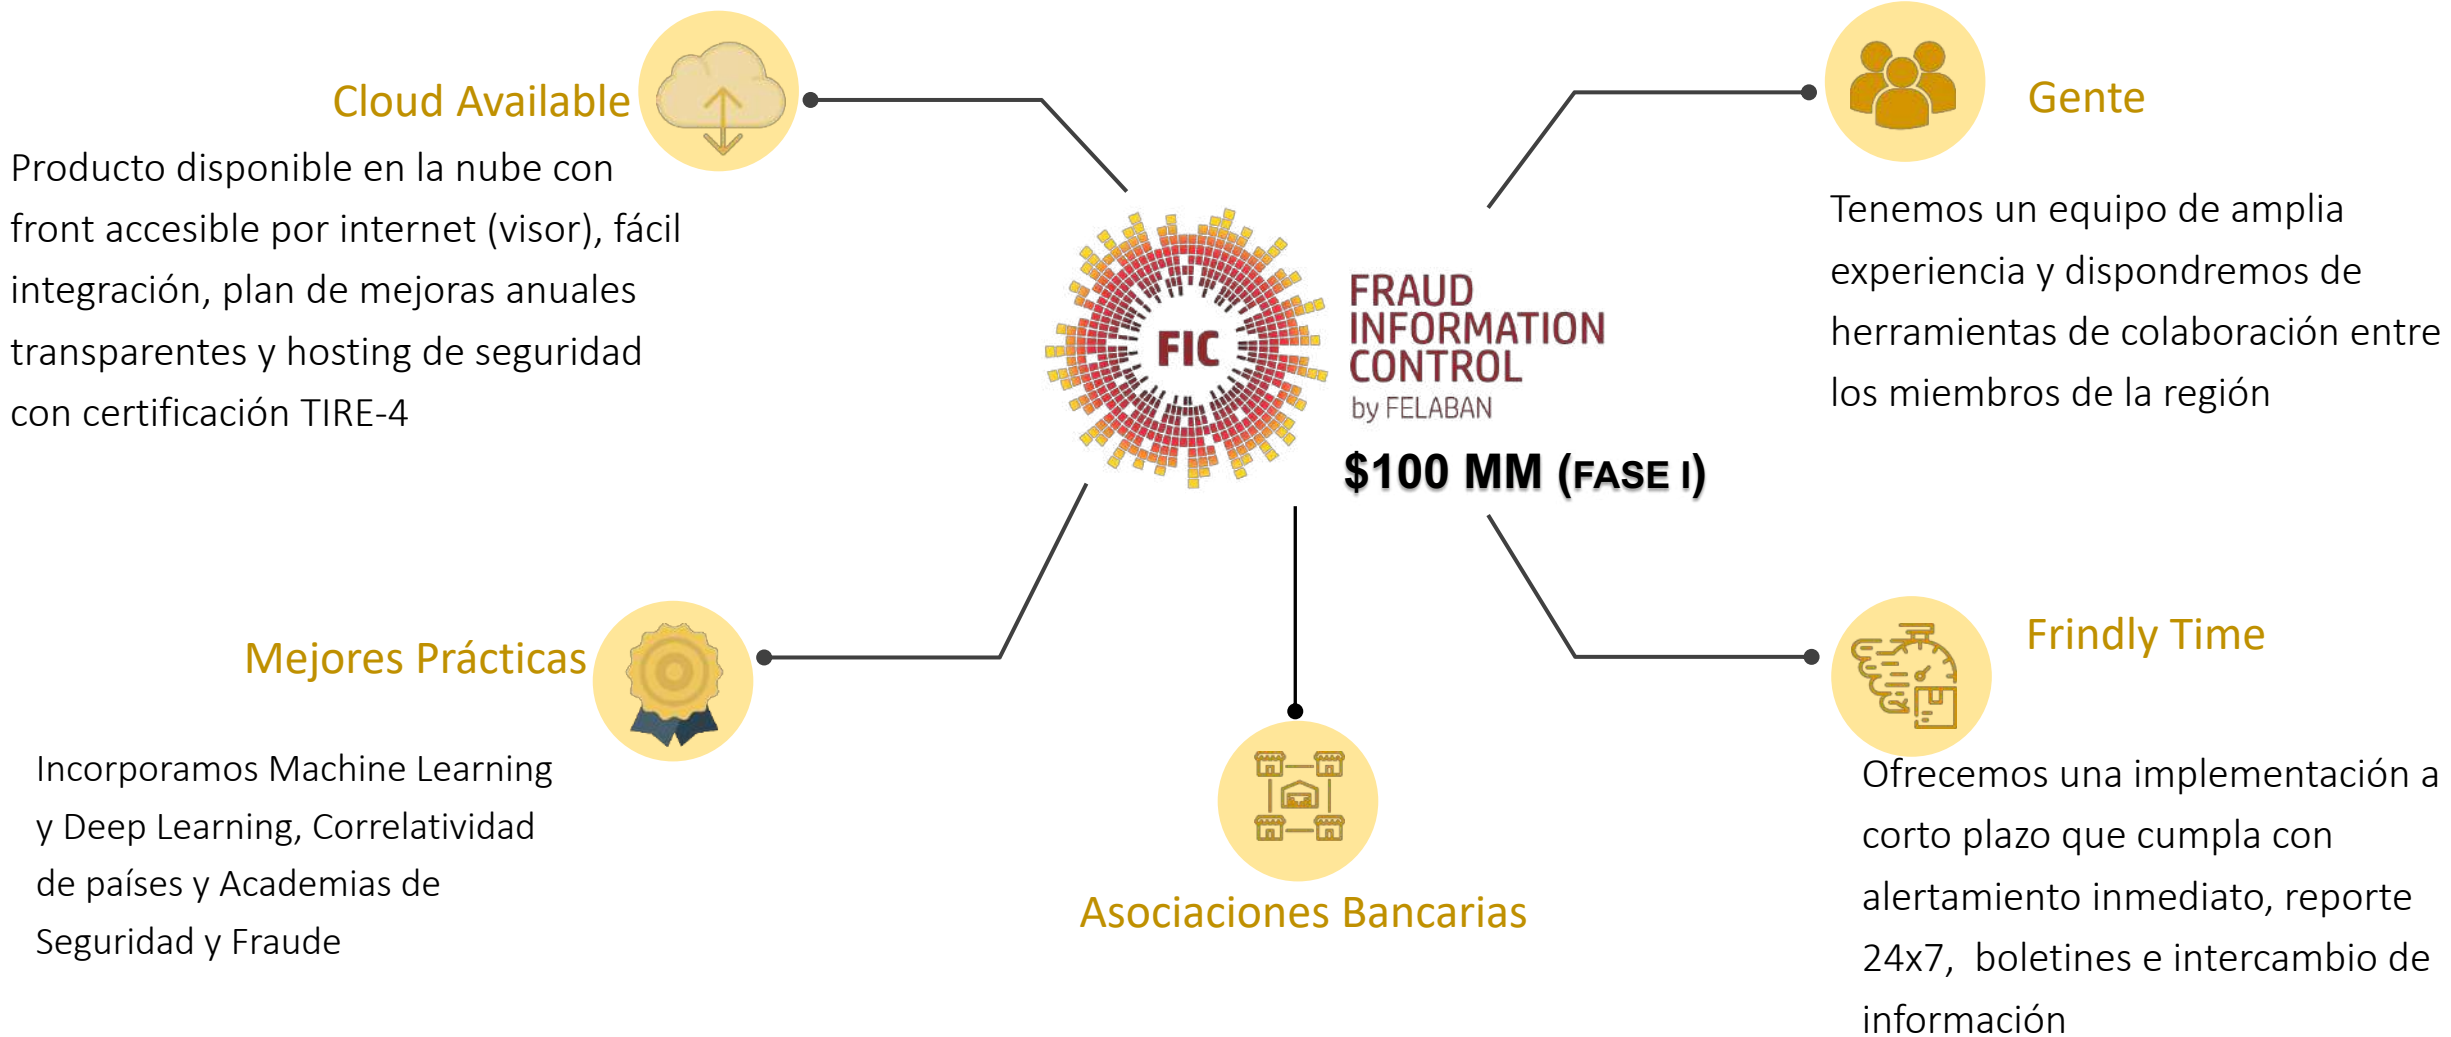 Cloud Available
Producto disponible en la nube con
front accesible por internet (visor), fácil
integración, plan de mejoras anuales
transparentes y hosting de seguridad
con certificación TIRE-4
Gente
Tenemos un equipo de amplia
experiencia y dispondremos de
herramientas de colaboración entre
los miembros de la región
FIC
FRAUD
INFORMATION
CONTROL
by FELABAN
$100 MM (FASE I)
Mejores Prácticas
Incorporamos Machine Learning
y Deep Learning, Correlatividad
de países y Academias de
Seguridad y Fraude
Asociaciones Bancarias
Frindly Time
Ofrecemos una implementación a
corto plazo que cumpla con
alertamiento inmediato, reporte
24x7,  boletines e intercambio de
información